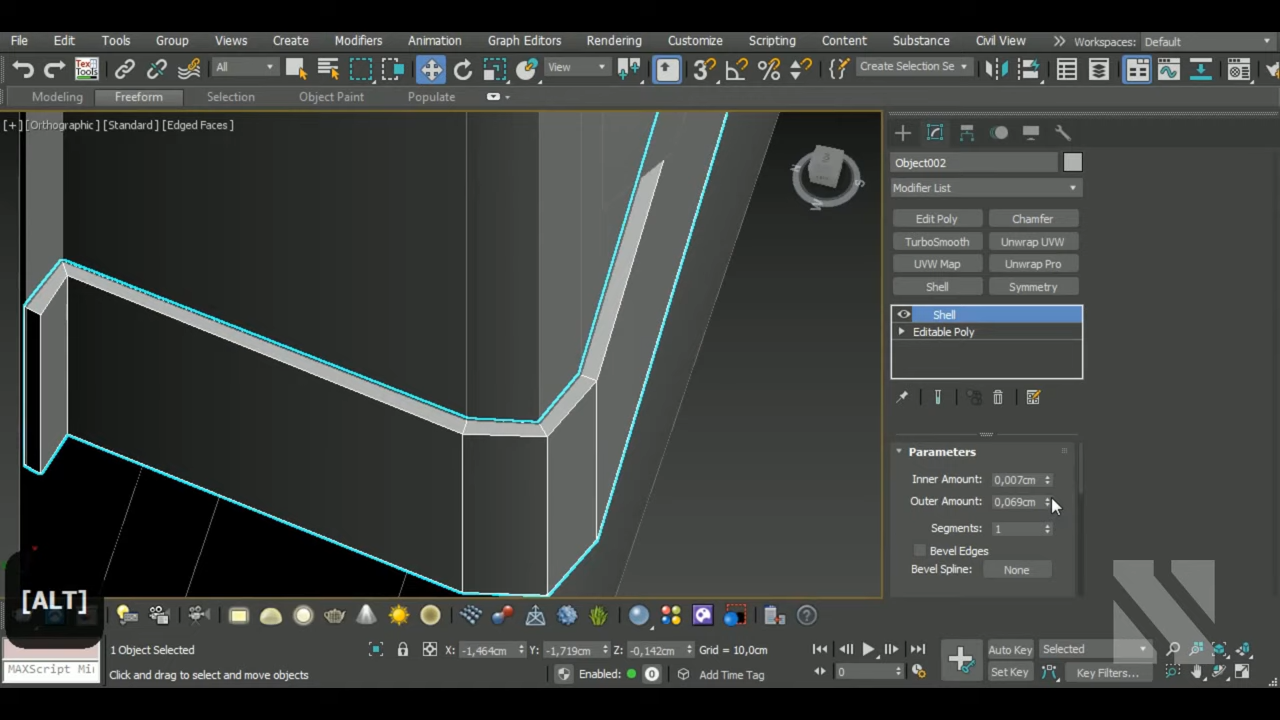 File Edit Tools Group Views Create Modifiers Animation Graph Editors Rendering Customize Scripting Content Substance Civil View Workspaces: Default
Tex Tools All View Create Selection Se
Modeling Freeform Selection Object Paint Populate
[+] [Orthographic] [Standard] [Edged Faces]
Object002
Modifier List
Edit Poly Chamfer
TurboSmooth Unwrap UVW
UVW Map Unwrap Pro
Shell Symmetry
Shell
Editable Poly
Parameters
Inner Amount: 0,007cm
Outer Amount: 0,069cm
Segments: 1
Bevel Edges
Bevel Spline: None
[ALT]
1 Object Selected X: -1,464cm Y: -1,719cm Z: -0,142cm Grid = 10,0cm Auto Key Selected
MAXScript Mi Click and drag to select and move objects Enabled: 0 Add Time Tag 0 Set Key Key Filters...